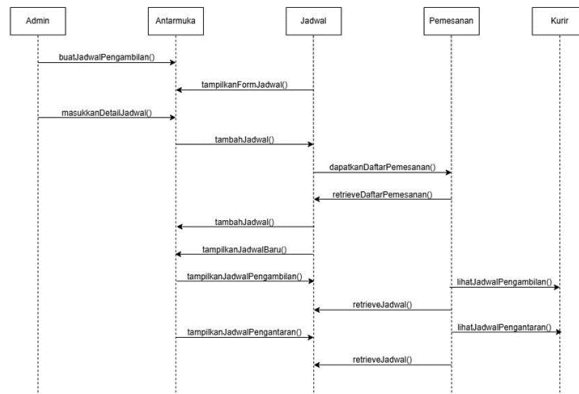 Admin
Antarmuka
Jadwal
Pemesanan
Kurir
buatJadwalPengambilan()
tampilkanFormJadwal()
masukkanDetailJadwal()
tambahJadwal()
dapatkanDaftarPemesanan()
retrieveDaftarPemesanan()
tambahJadwal()
tampilkanJadwalBaru()
tampilkanJadwalPengambilan()
lihatJadwalPengambilan()
retrieveJadwal()
tampilkanJadwalPengantaran()
lihatJadwalPengantaran()
retrieveJadwal()